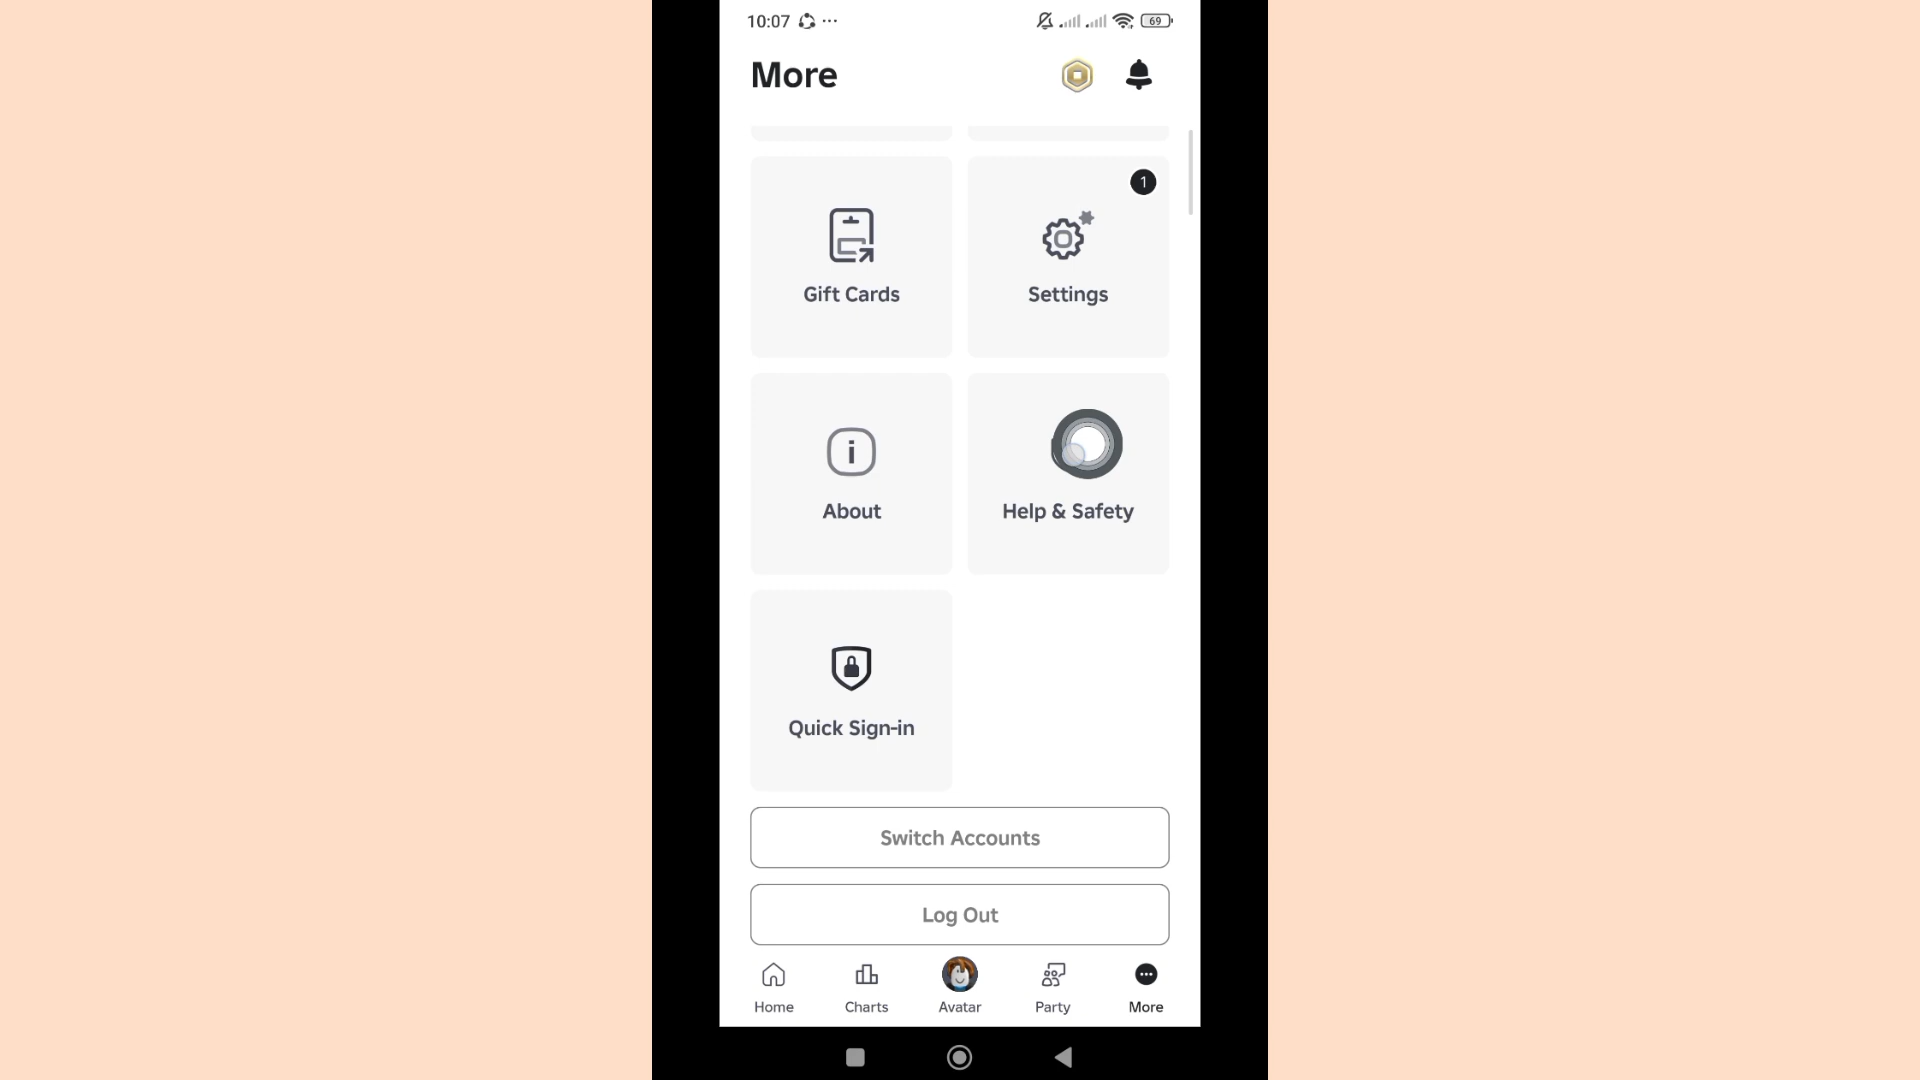 10:07 69
More
1
Gift Cards Settings
About Help & Safety
Quick Sign-in
Switch Accounts
Log Out
Home Charts Avatar Party More